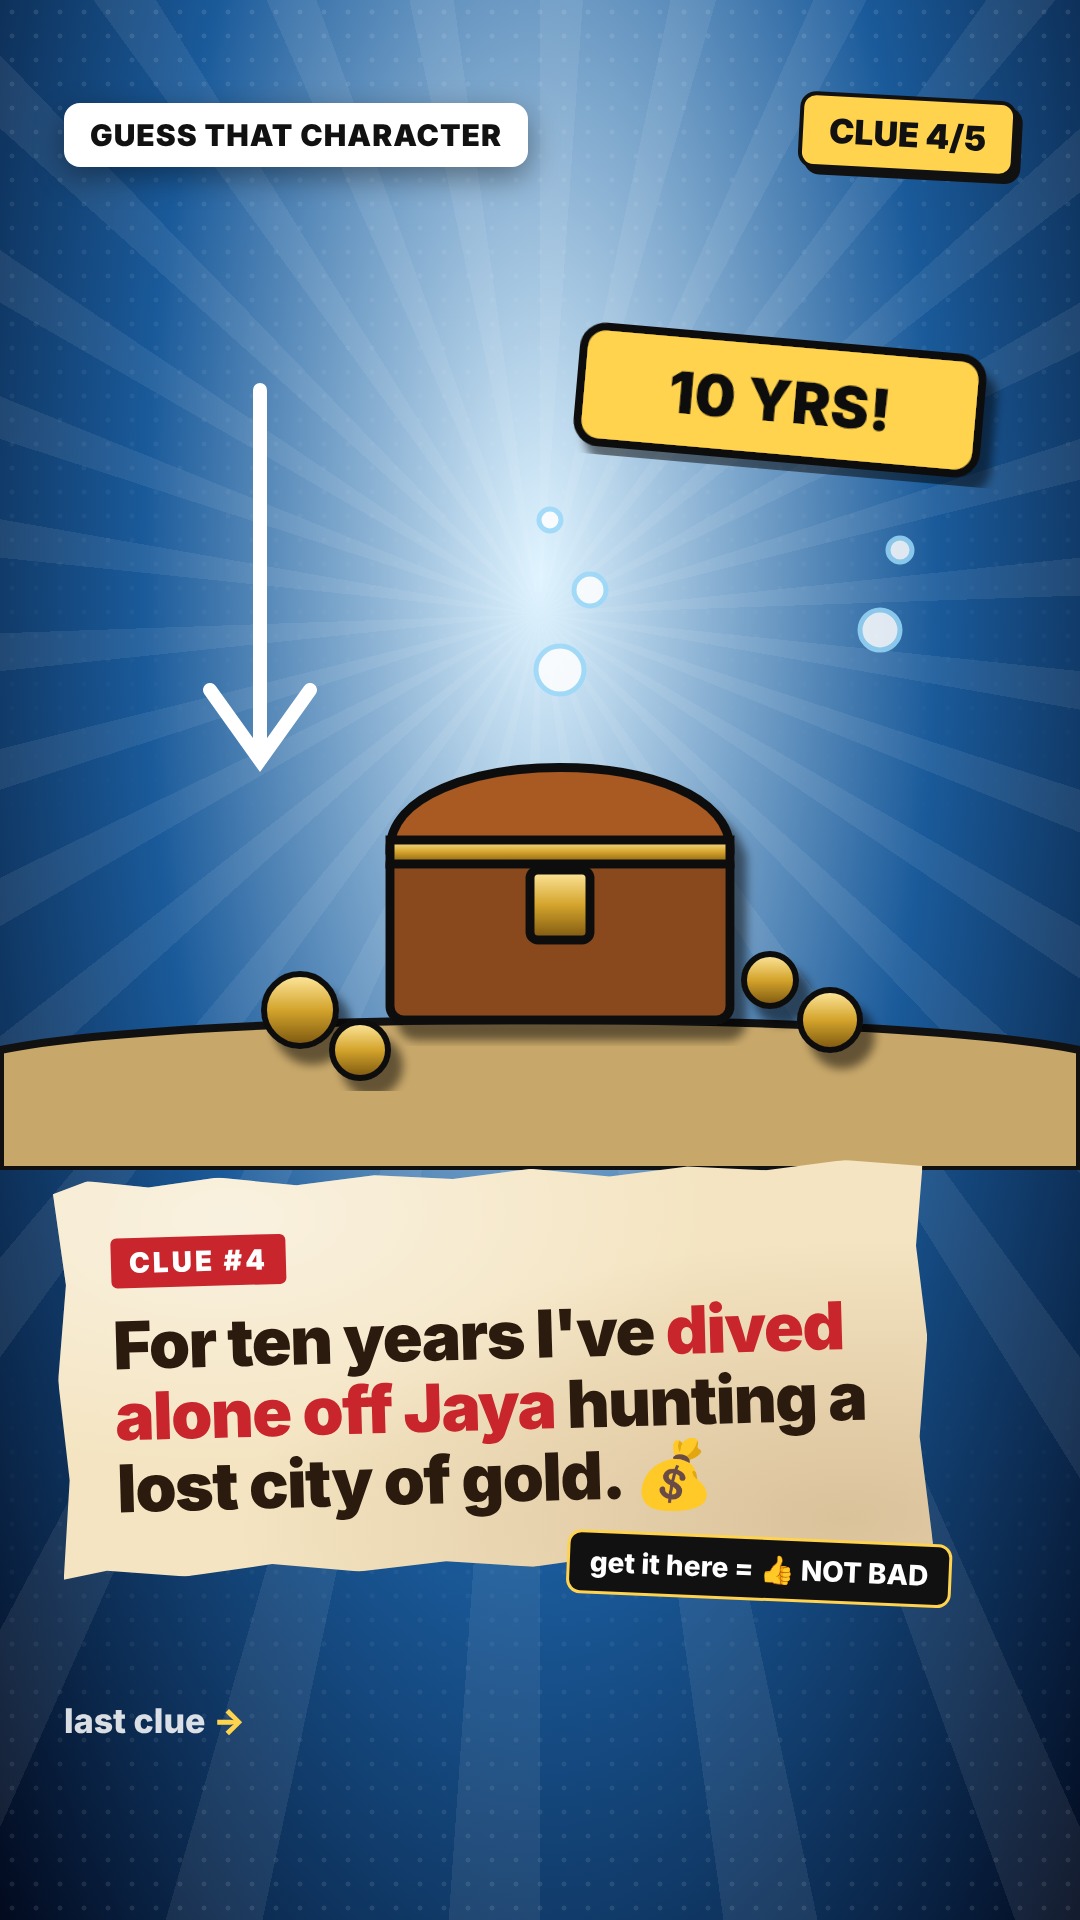 GUESS THAT CHARACTER
CLUE 4/5
10 YRS!
CLUE #4
For ten years I've dived
alone off Jaya hunting a
lost city of gold. 💰
get it here = 👍 NOT BAD
last clue →